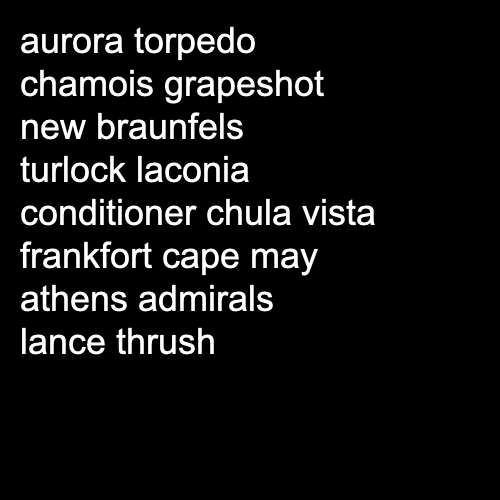 aurora torpedo
chamois grapeshot
new braunfels
turlock laconia
conditioner chula vista
frankfort cape may
athens admirals
lance thrush